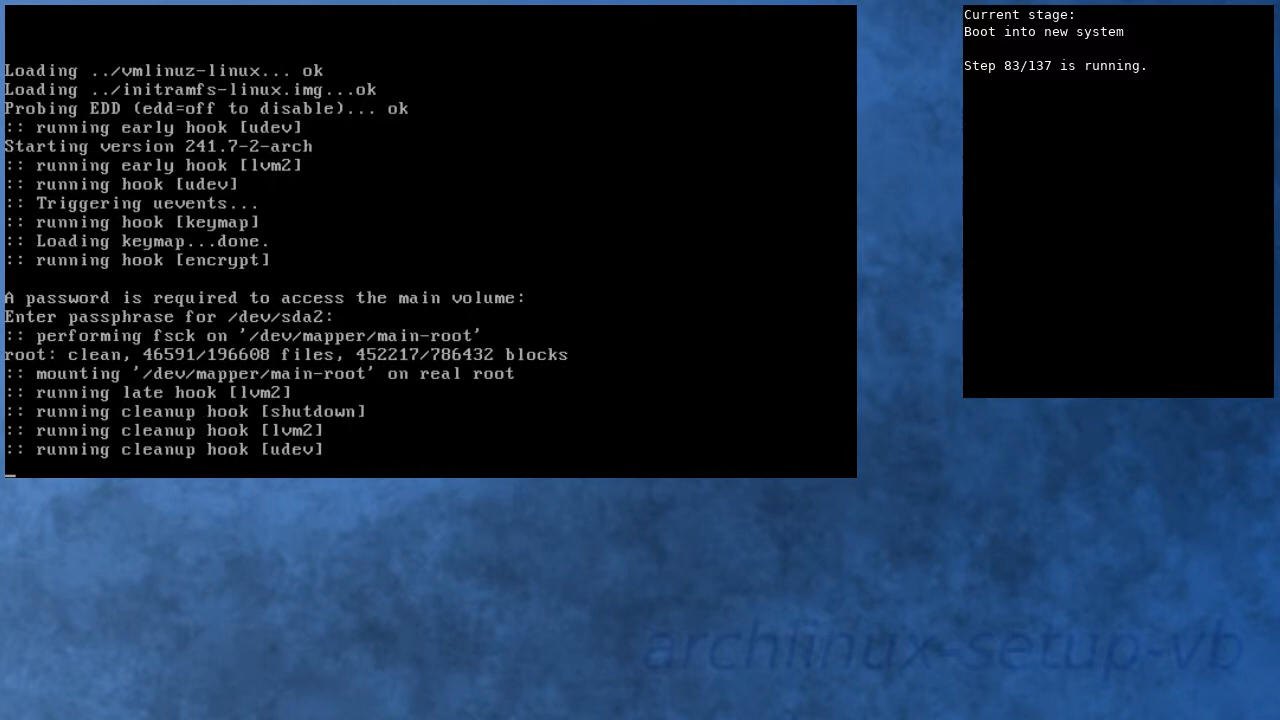 Loading ../vmlinuz-linux... ok
Loading ../initramfs-linux.img...ok
Probing EDD (edd=off to disable)... ok
:: running early hook [udev]
Starting version 241.7-2-arch
:: running early hook [lvm2]
:: running hook [udev]
:: Triggering uevents...
:: running hook [keymap]
:: Loading keymap...done.
:: running hook [encrypt]

A password is required to access the main volume:
Enter passphrase for /dev/sda2:
:: performing fsck on '/dev/mapper/main-root'
root: clean, 46591/196608 files, 452217/786432 blocks
:: mounting '/dev/mapper/main-root' on real root
:: running late hook [lvm2]
:: running cleanup hook [shutdown]
:: running cleanup hook [lvm2]
:: running cleanup hook [udev]
_
Current stage:
Boot into new system

Step 83/137 is running.
archlinux-setup-vb